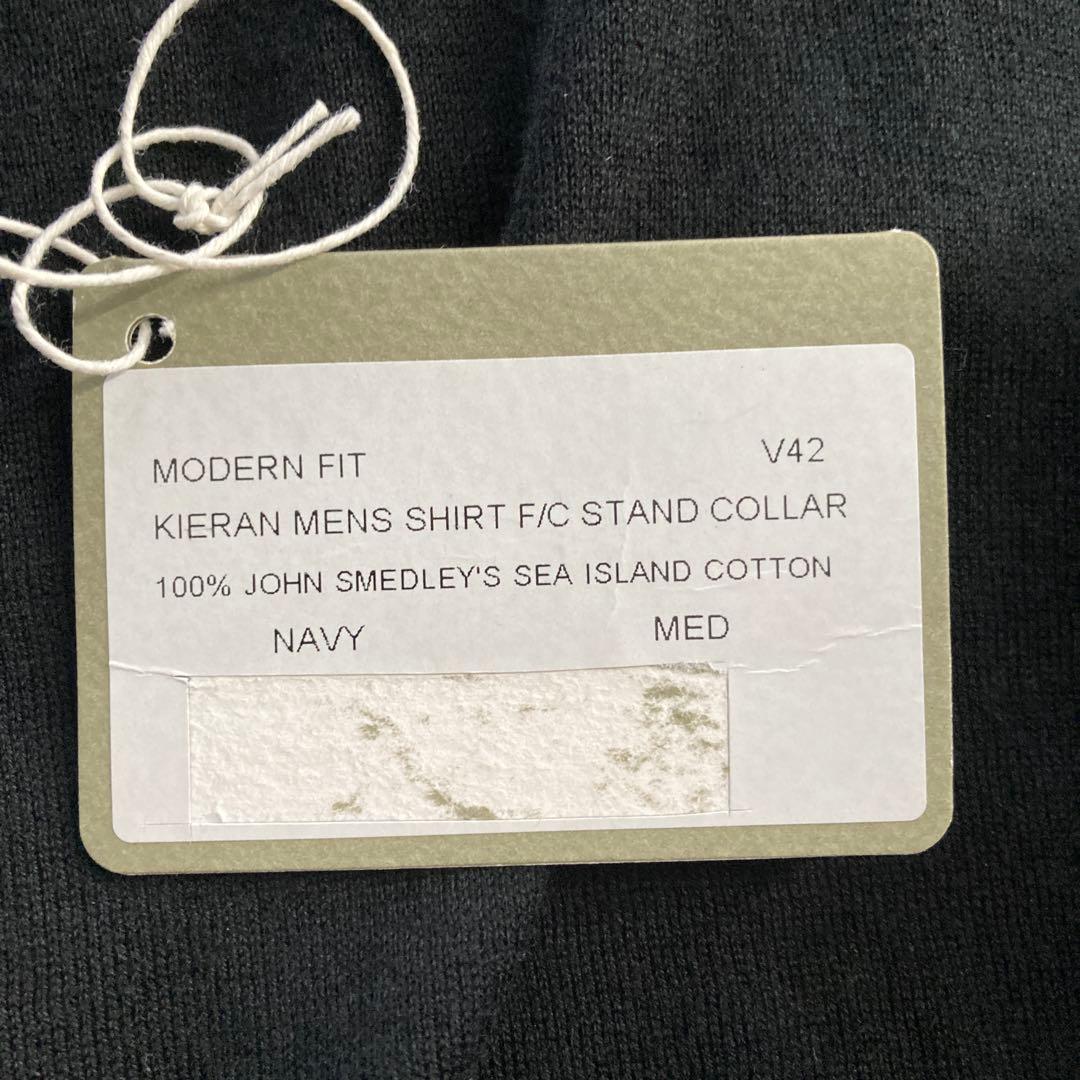 MODERN FIT V42
KIERAN MENS SHIRT F/C STAND COLLAR
100% JOHN SMEDLEY'S SEA ISLAND COTTON
NAVY MED